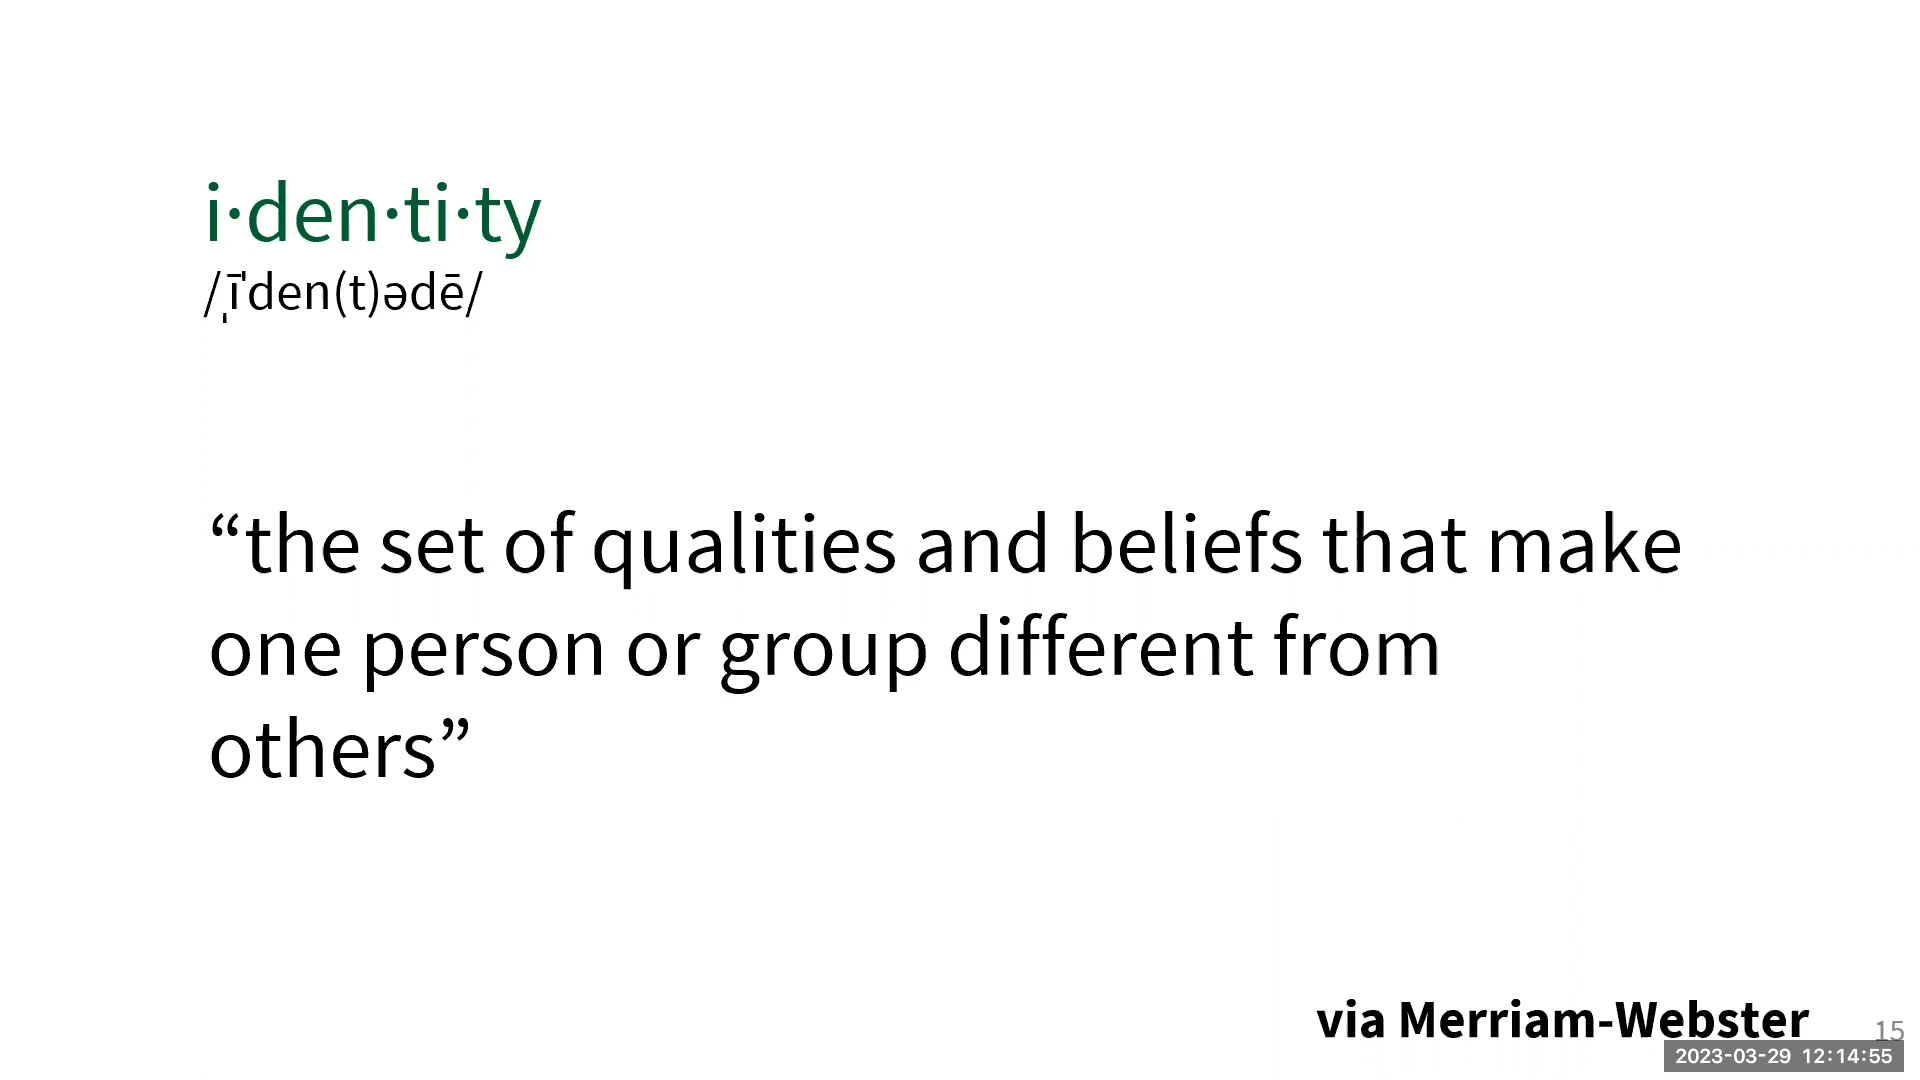 i·den·ti·ty
/ˌīˈden(t)ədē/
“the set of qualities and beliefs that make
one person or group different from
others”
via Merriam-Webster
15
2023-03-29 12:14:55